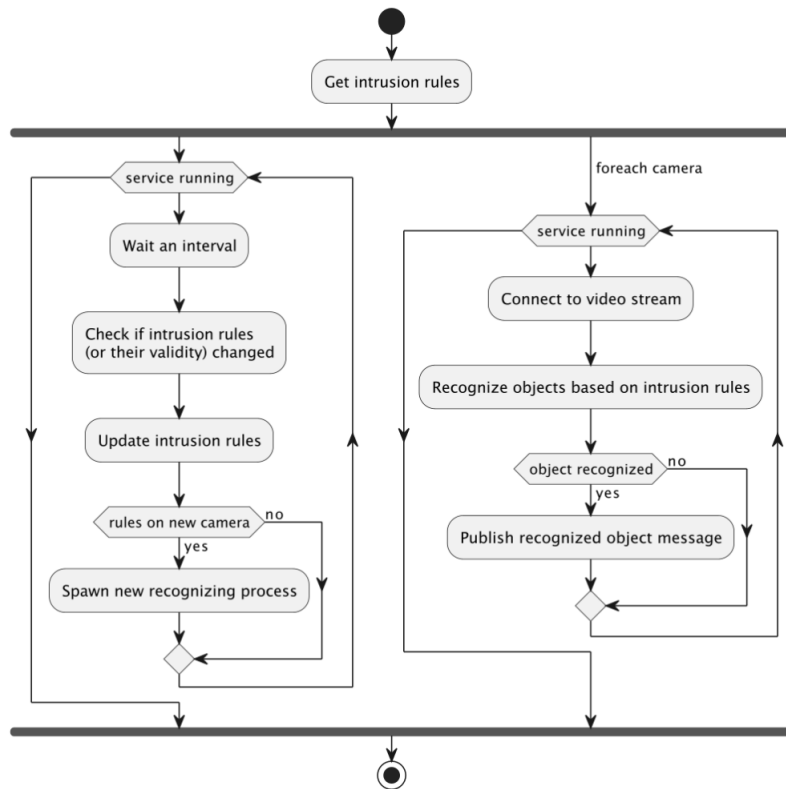 Get intrusion rules
service running
Wait an interval
Check if intrusion rules
(or their validity) changed
Update intrusion rules
rules on new camera
no
yes
Spawn new recognizing process
foreach camera
service running
Connect to video stream
Recognize objects based on intrusion rules
object recognized
no
yes
Publish recognized object message